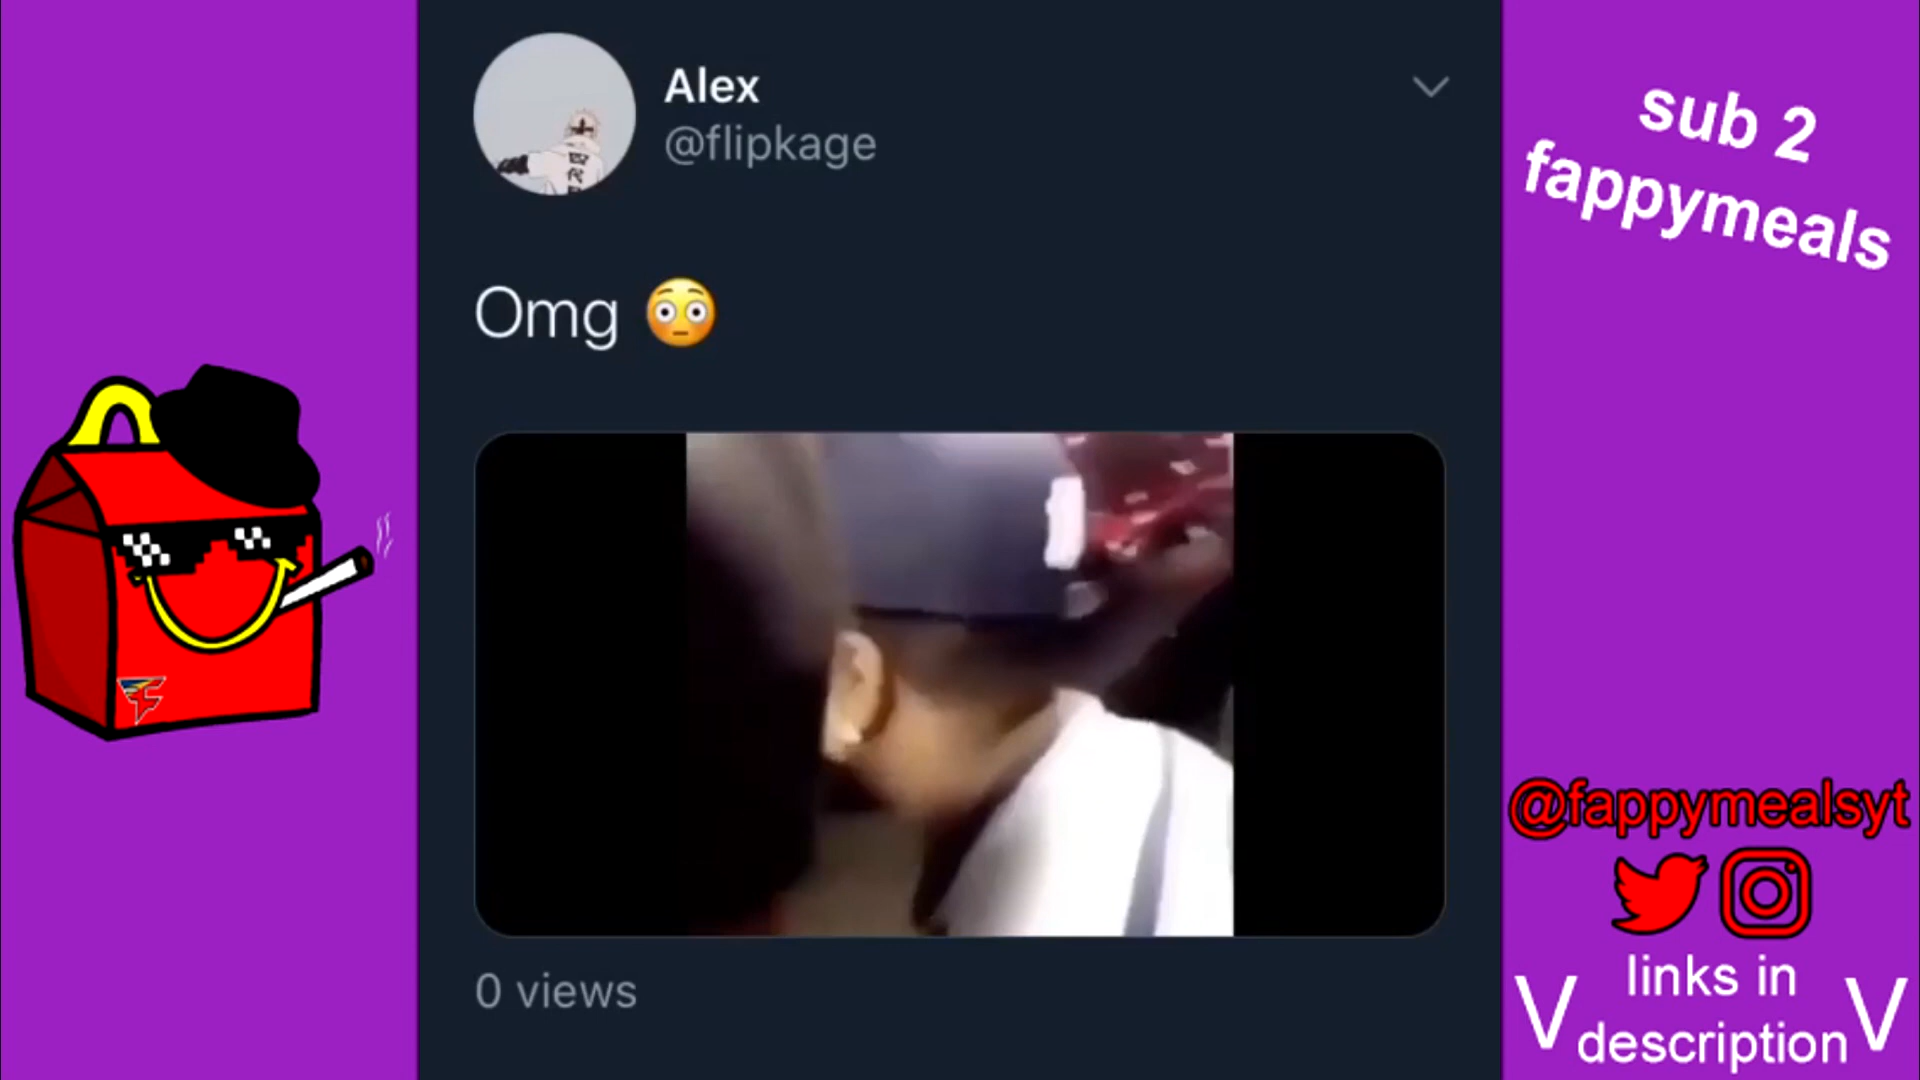 Alex
@flipkage
Omg 😳
0 views
sub 2
fappymeals
@fappymealsyt
links in
V description V